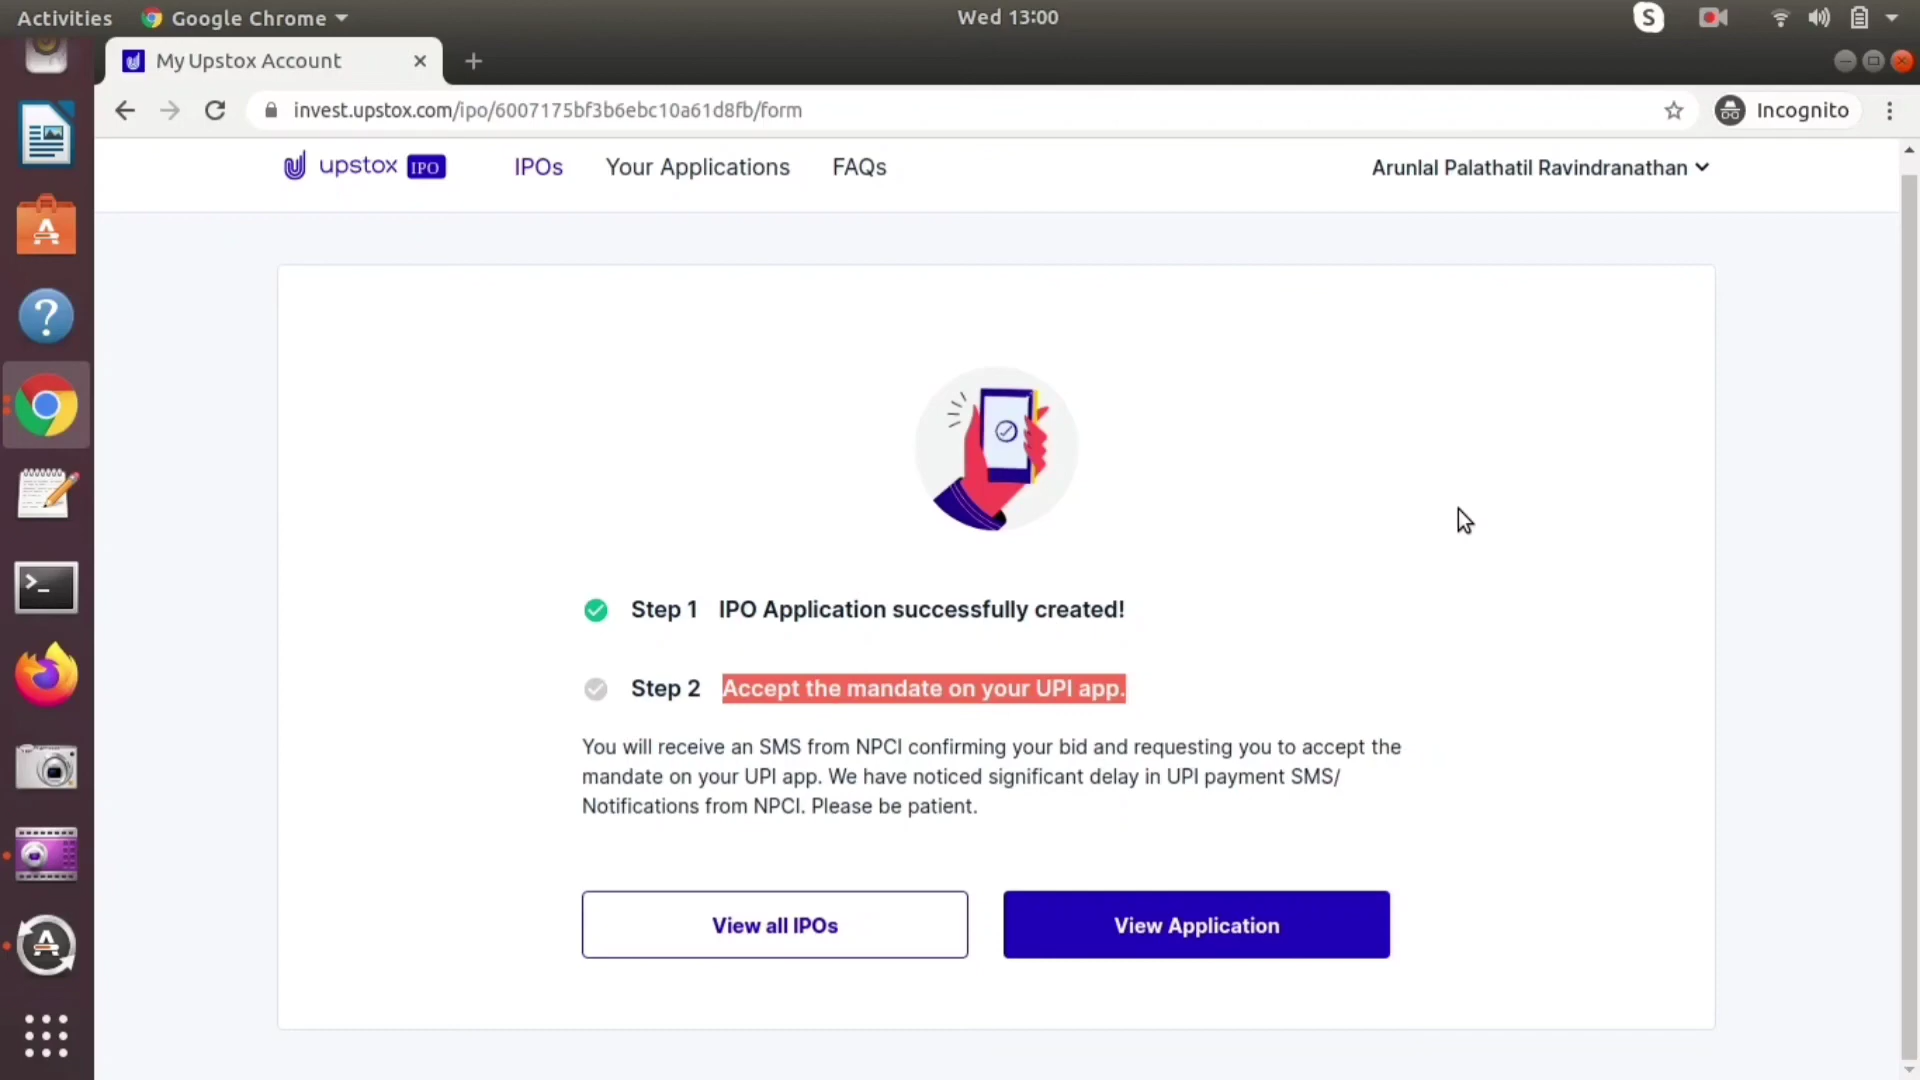 Activities
Google Chrome
Wed 13:00
S
My Upstox Account
invest.upstox.com/ipo/6007175bf3b6ebc10a61d8fb/form
Incognito
upstox IPO
IPOs
Your Applications
FAQs
Arunlal Palathatil Ravindranathan
Step 1 IPO Application successfully created!
Step 2 Accept the mandate on your UPI app.
You will receive an SMS from NPCI confirming your bid and requesting you to accept the
mandate on your UPI app. We have noticed significant delay in UPI payment SMS/
Notifications from NPCI. Please be patient.
View all IPOs
View Application